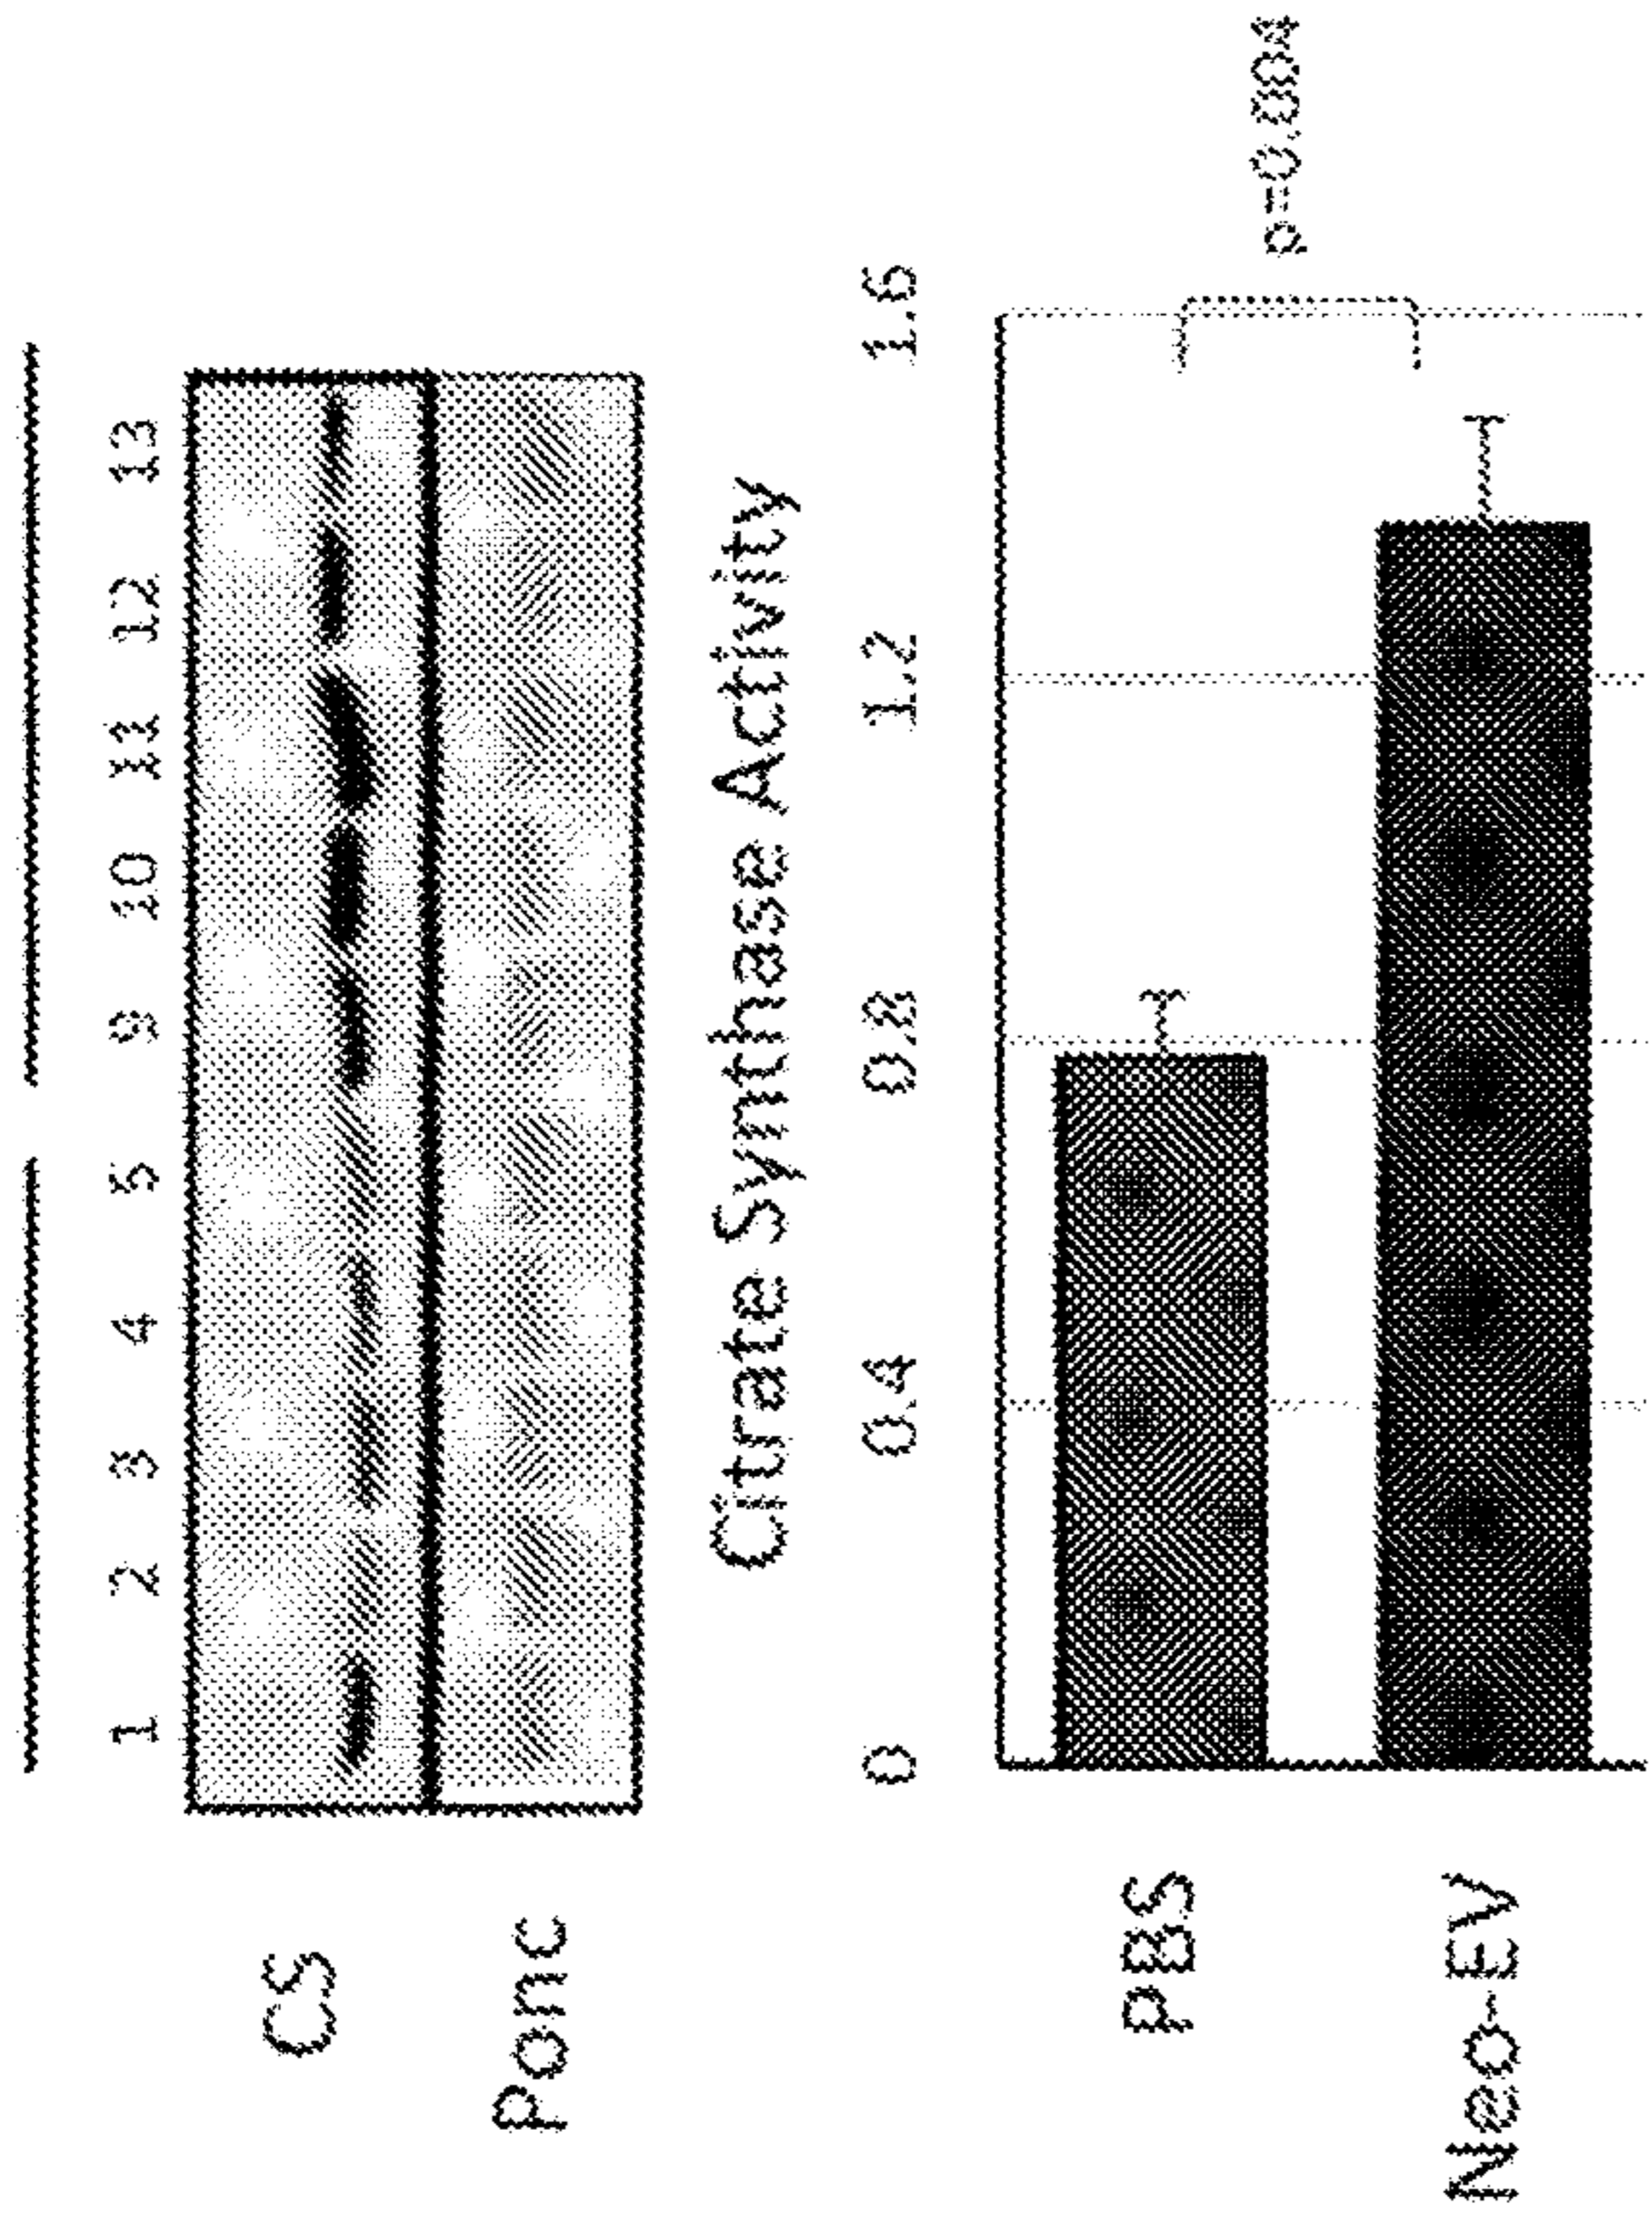 1 2 3 4 5 9 10 11 12 13
CS
Ponc
Citrate Synthase Activity
0 0.4 0.8 1.2 1.6
PBS
Neo-EV
p=0.004